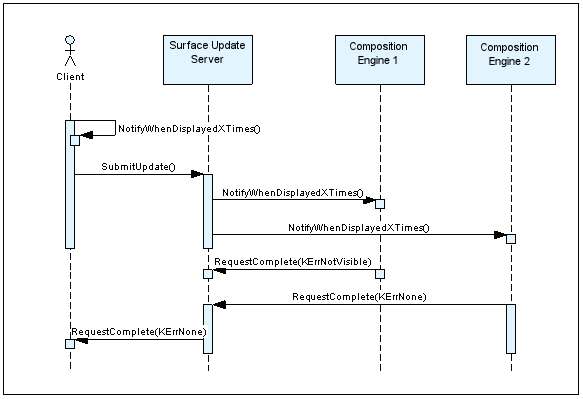 Surface Update
Server
Composition
Engine 1
Composition
Engine 2
Client
NotifyWhenDisplayedXTimes()
SubmitUpdate()
NotifyWhenDisplayedXTimes()
NotifyWhenDisplayedXTimes()
RequestComplete(KErrNotVisible)
RequestComplete(KErrNone)
RequestComplete(KErrNone)